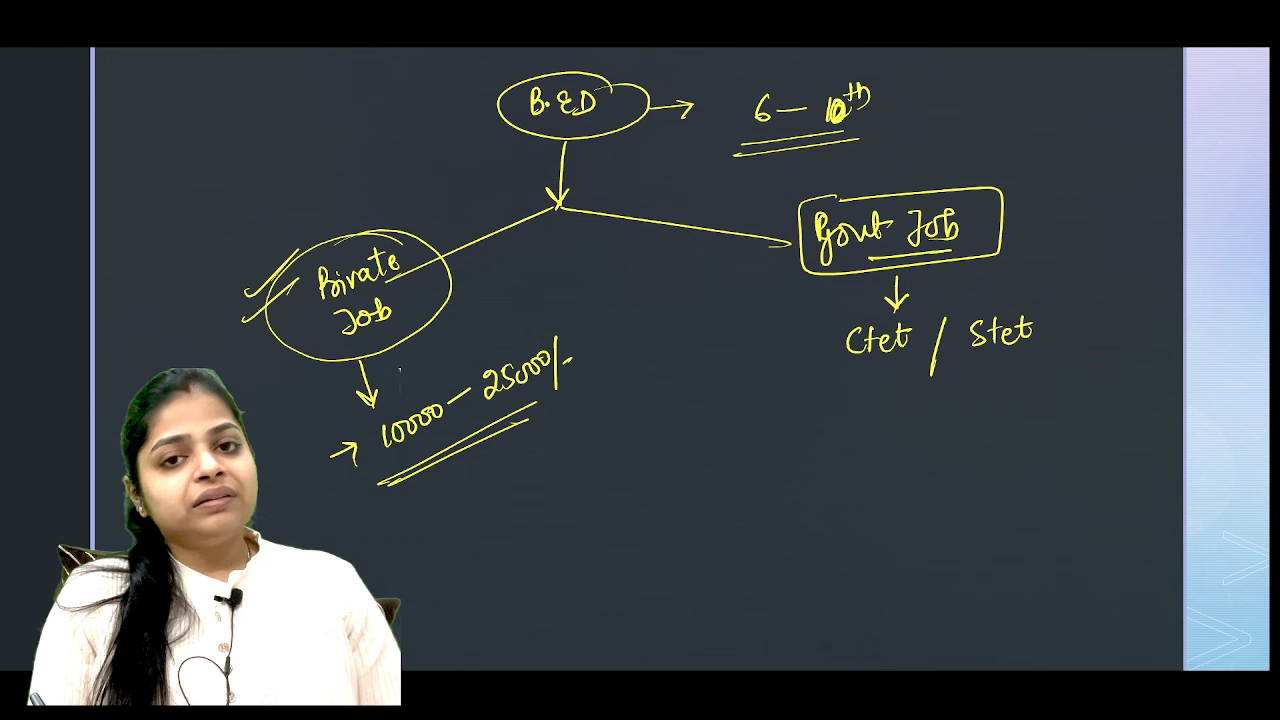 B.ED
6 - 10th
Private
Job
Govt Job
Ctet / Stet
10000 - 25000/-